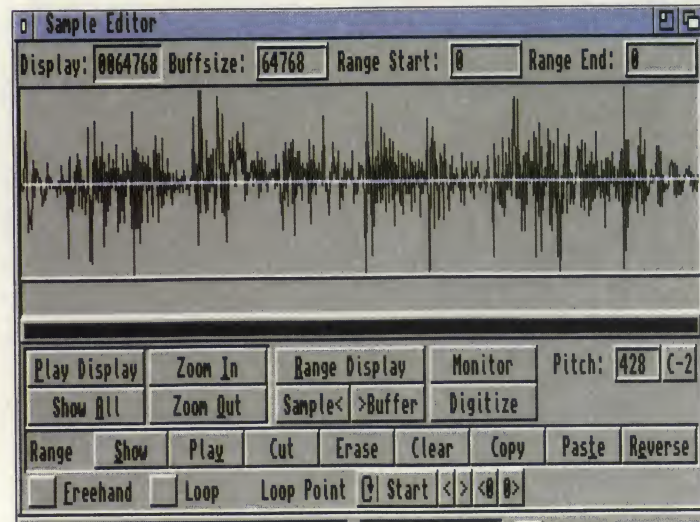 Sample Editor
Display: 0064768 Buffsize: 64768 Range Start: 0 Range End: 0
Play Display Zoom In Range Display Monitor Pitch: 428 C-2
Show All Zoom Out Sample< >Buffer Digitize
Range Show Play Cut Erase Clear Copy Paste Reverse
Freehand Loop Loop Point Start < > <0 0>